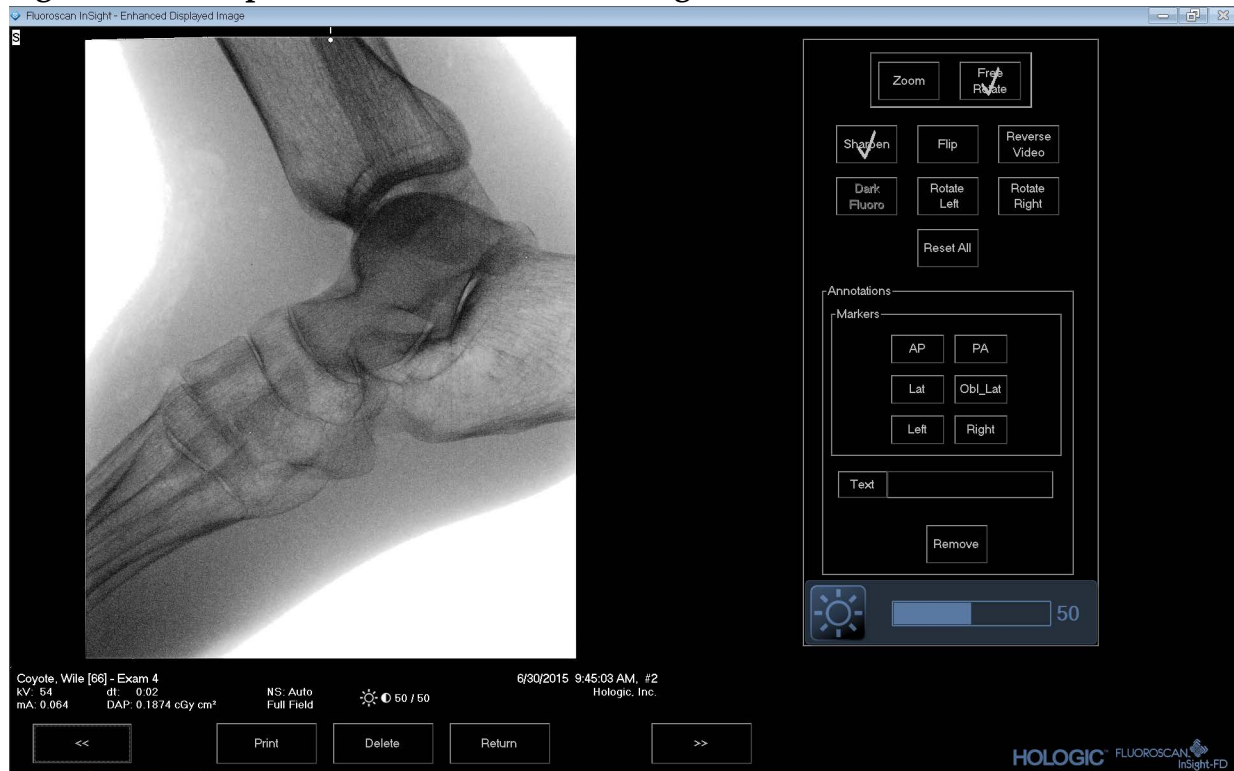 Fluoroscan InSight - Enhanced Displayed Image
S
Zoom
Free
Rotate
Sharpen
Flip
Reverse
Video
Dark
Fluoro
Rotate
Left
Rotate
Right
Reset All
Annotations
Markers
AP
PA
Lat
Obl_Lat
Left
Right
Text
Remove
50
Coyote, Wile [66] - Exam 4
6/30/2015 9:45:03 AM, #2
kV: 54 dt: 0:02 NS: Auto
Hologic, Inc.
mA: 0.064 DAP: 0.1874 cGy cm² Full Field
50 / 50
<<
Print
Delete
Return
>>
HOLOGIC™ FLUOROSCAN
InSight-FD